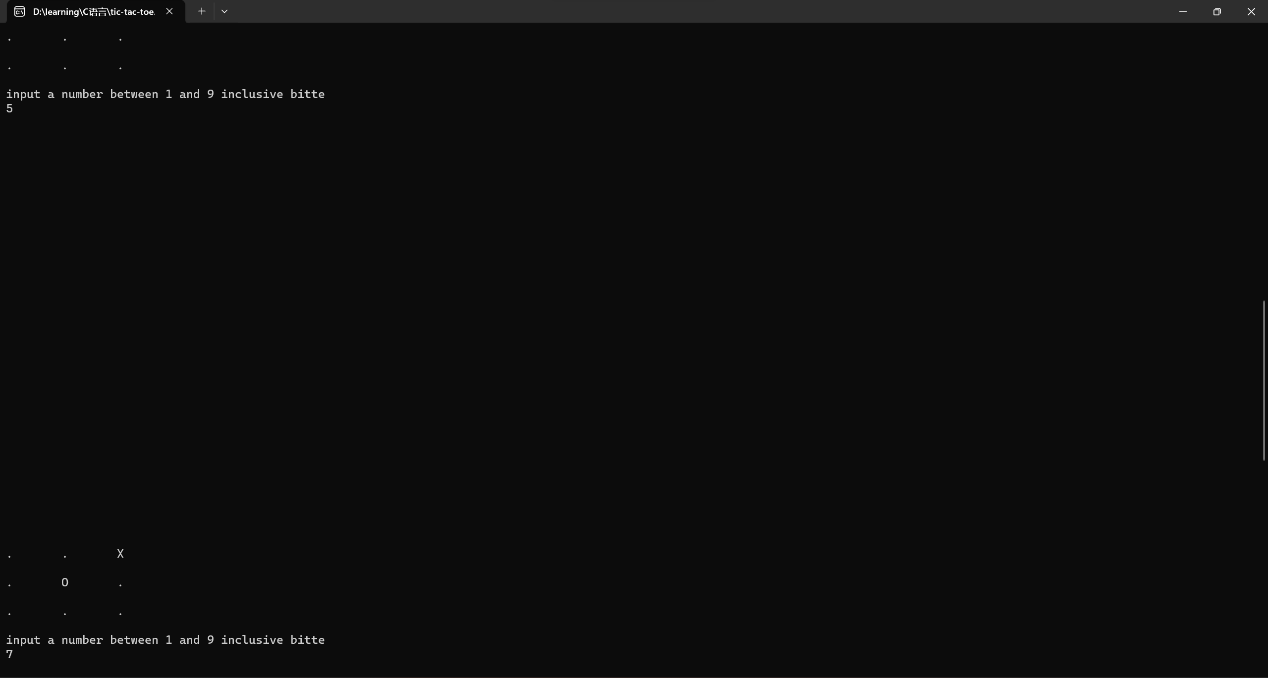 D:\learning\C语言\tic-tac-toe.
. . .
. . .
input a number between 1 and 9 inclusive bitte
5
. . X
. O .
. . .
input a number between 1 and 9 inclusive bitte
7